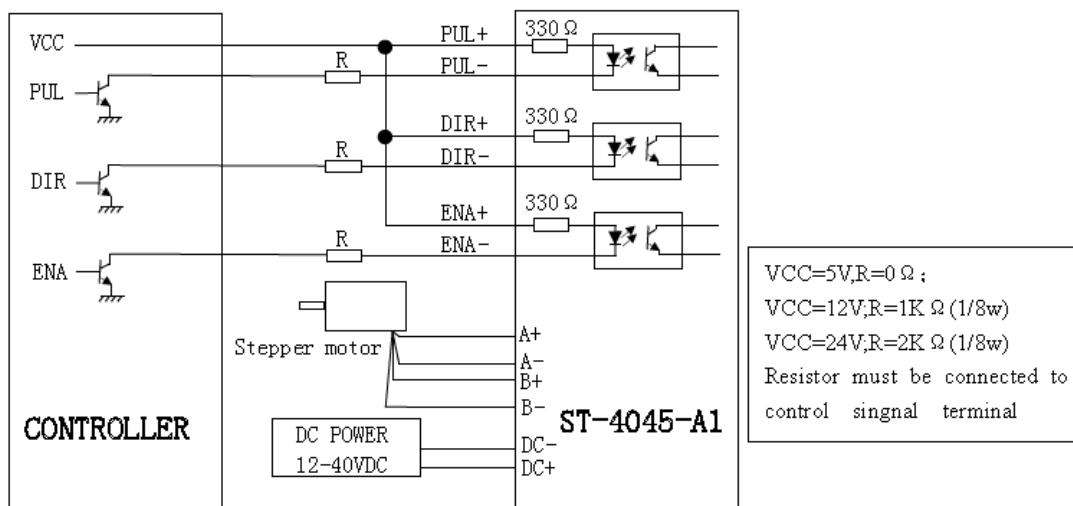 VCC
PUL+
330 Ω
R
PUL-
PUL
DIR+
330 Ω
R
DIR-
DIR
330 Ω
ENA+
R
ENA-
ENA
VCC=5V,R=0 Ω ;
VCC=12V;R=1K Ω (1/8w)
VCC=24V;R=2K Ω (1/8w)
Resistor must be connected to
control singnal terminal
Stepper motor
A+
A-
B+
B-
CONTROLLER
ST-4045-A1
DC POWER
12-40VDC
DC-
DC+